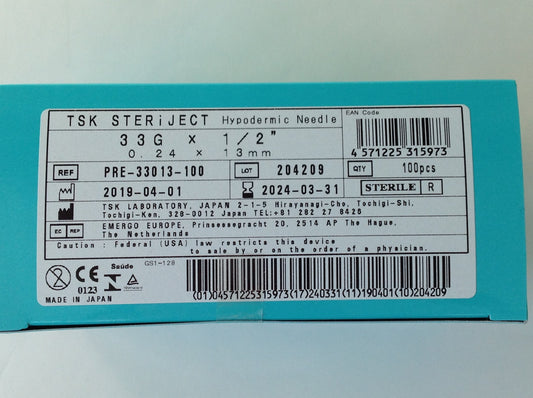 TSK STERiJECT Hypodermic Needle
EAN Code
33G x 1/2"
0.24 x 13mm
4 571225 315973
REF PRE-33013-100 LOT 204209 QTY 100pcs
2019-04-01 2024-03-31 STERILE R
TSK LABORATORY, JAPAN 2-1-5 Hirayanagi-Cho, Tochigi-Shi,
Tochigi-Ken, 328-0012 Japan TEL:+81 282 27 8428
EC REP EMERGO EUROPE, Prinsessegracht 20, 2514 AP The Hague,
The Netherlands
Caution : Federal (USA) law restricts this device
to sale by or on the order of a physician.
CE 0123
Saúde
GS1-128
MADE IN JAPAN
(01)04571225315973(17)240331(11)190401(10)204209